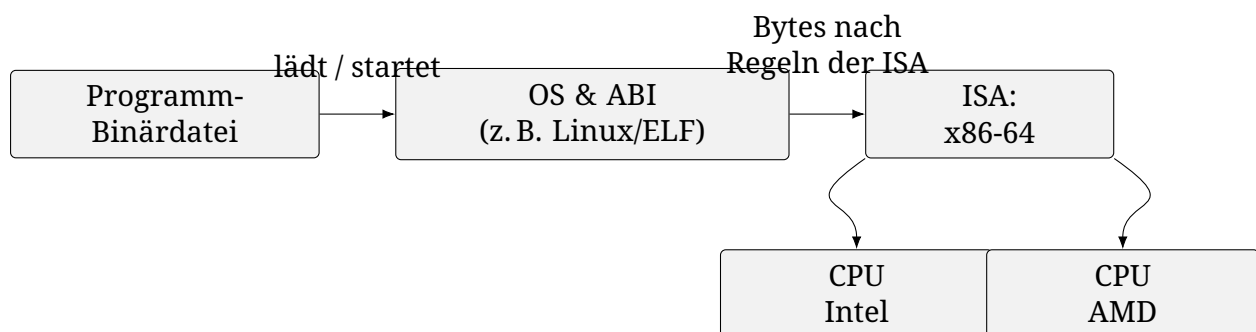 Programm-
Binärdatei
lädt / startet
OS & ABI
(z. B. Linux/ELF)
Bytes nach
Regeln der ISA
ISA:
x86-64
CPU
Intel
CPU
AMD